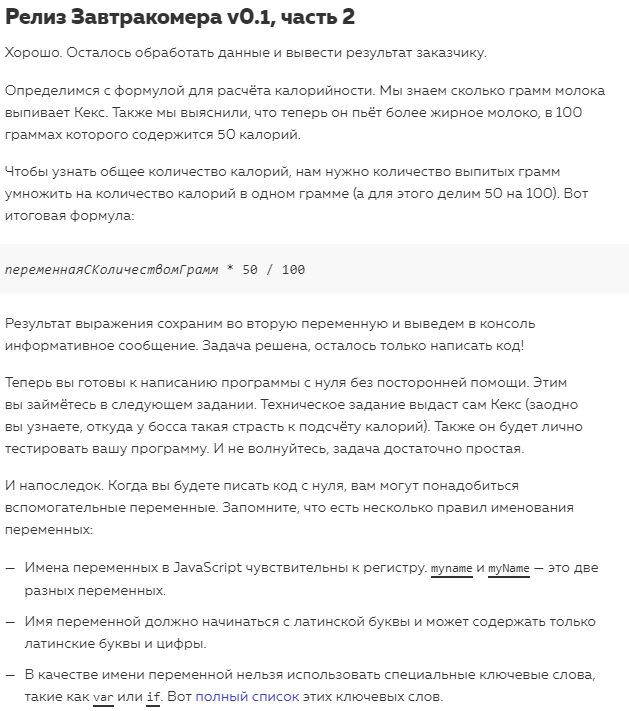 Релиз Завтракомера v0.1, часть 2
Хорошо. Осталось обработать данные и вывести результат заказчику.
Определимся с формулой для расчёта калорийности. Мы знаем сколько грамм молока
выпивает Кекс. Также мы выяснили, что теперь он пьёт более жирное молоко, в 100
граммах которого содержится 50 калорий.
Чтобы узнать общее количество калорий, нам нужно количество выпитых грамм
умножить на количество калорий в одном грамме (а для этого делим 50 на 100). Вот
итоговая формула:
переменнаяСКоличествомГрамм * 50 / 100
Результат выражения сохраним во вторую переменную и выведем в консоль
информативное сообщение. Задача решена, осталось только написать код!
Теперь вы готовы к написанию программы с нуля без посторонней помощи. Этим
вы займётесь в следующем задании. Техническое задание выдаст сам Кекс (заодно
вы узнаете, откуда у босса такая страсть к подсчёту калорий). Также он будет лично
тестировать вашу программу. И не волнуйтесь, задача достаточно простая.
И напоследок. Когда вы будете писать код с нуля, вам могут понадобиться
вспомогательные переменные. Запомните, что есть несколько правил именования
переменных:
— Имена переменных в JavaScript чувствительны к регистру. myname и myName — это две
разных переменных.
— Имя переменной должно начинаться с латинской буквы и может содержать только
латинские буквы и цифры.
— В качестве имени переменной нельзя использовать специальные ключевые слова,
такие как var или if. Вот полный список этих ключевых слов.